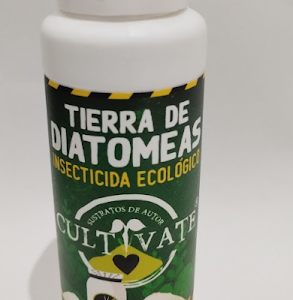 TIERRA DE
DIATOMEAS
INSECTICIDA ECOLÓGICO
SUSTRATOS DE AUTOR
CULTIVATE